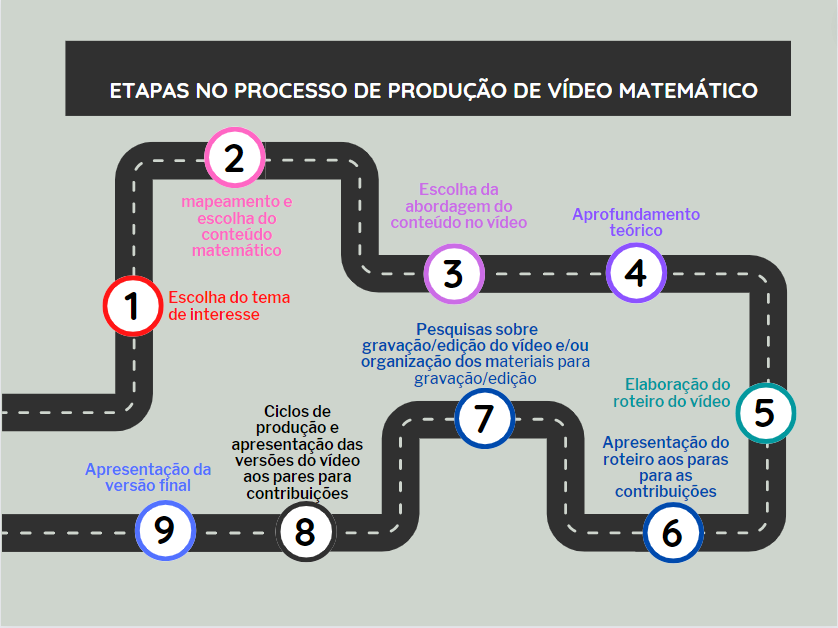 ETAPAS NO PROCESSO DE PRODUÇÃO DE VÍDEO MATEMÁTICO
1
Escolha do tema
de interesse
2
mapeamento e
escolha do
conteúdo
matemático
3
Escolha da
abordagem do
conteúdo no vídeo
4
Aprofundamento
teórico
5
Elaboração do
roteiro do vídeo
6
Apresentação do
roteiro aos paras
para as
contribuições
7
Pesquisas sobre
gravação/edição do vídeo e/ou
organização dos materiais para
gravação/edição
8
Ciclos de
produção e
apresentação das
versões do vídeo
aos pares para
contribuições
9
Apresentação da
versão final